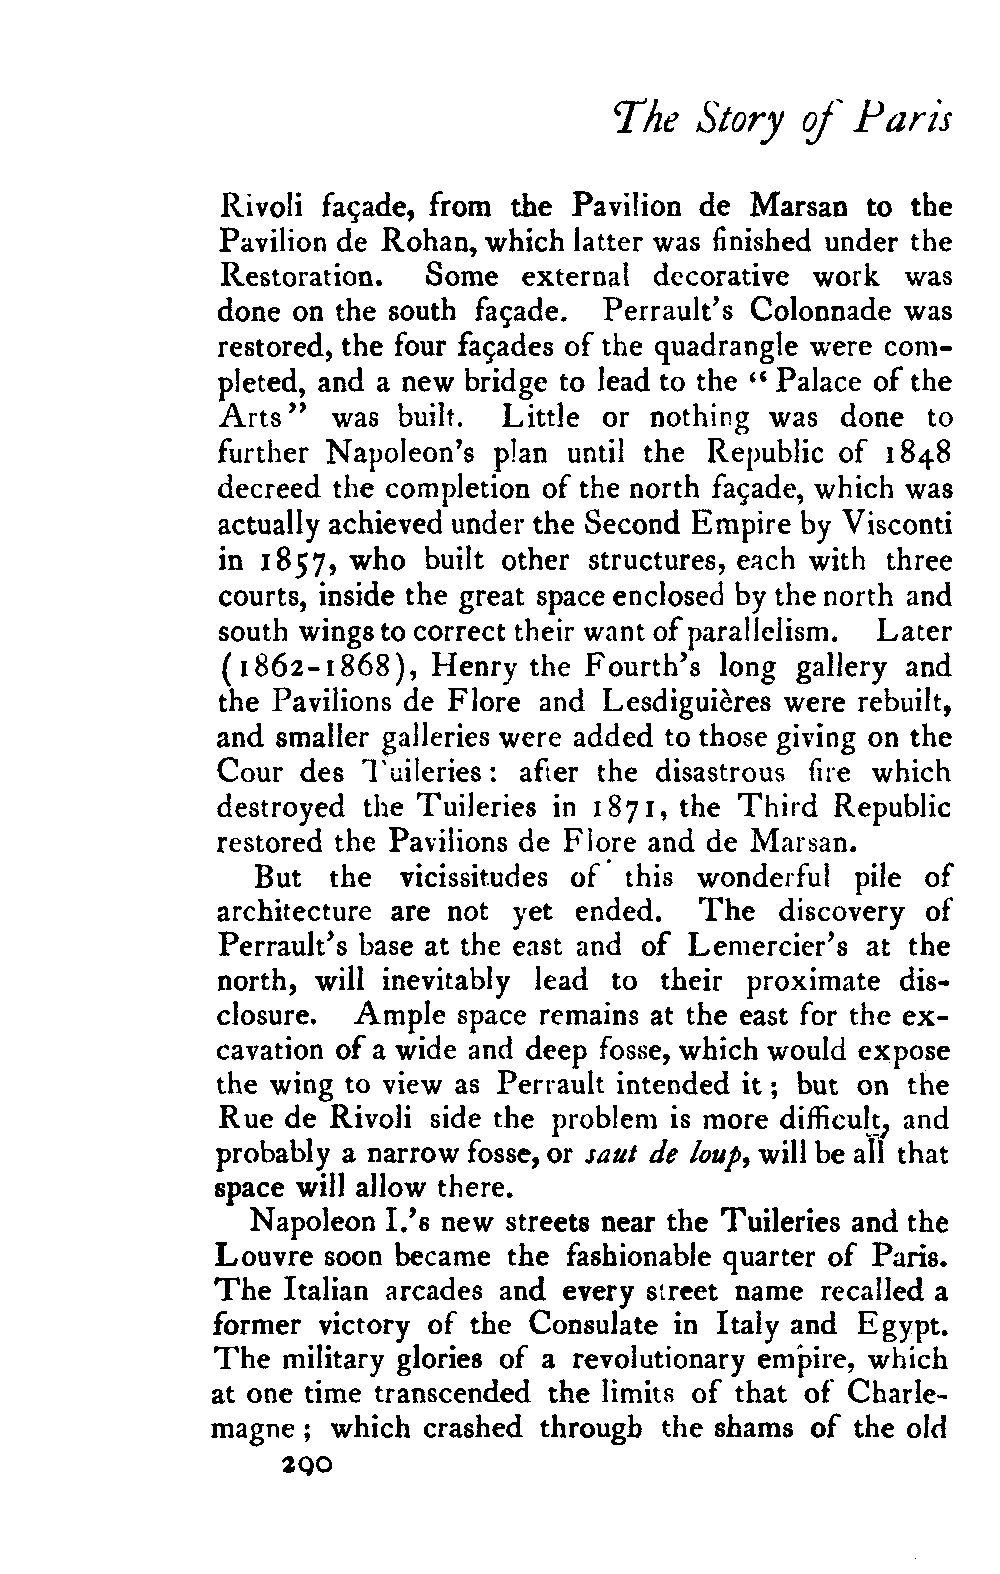 The Story of Paris
Rivoli façade, from the Pavilion de Marsan to the
Pavilion de Rohan, which latter was finished under the
Restoration. Some external decorative work was
done on the south façade. Perrault's Colonnade was
restored, the four façades of the quadrangle were com-
pleted, and a new bridge to lead to the “Palace of the
Arts” was built. Little or nothing was done to
further Napoleon's plan until the Republic of 1848
decreed the completion of the north façade, which was
actually achieved under the Second Empire by Visconti
in 1857, who built other structures, each with three
courts, inside the great space enclosed by the north and
south wings to correct their want of parallelism. Later
(1862-1868), Henry the Fourth's long gallery and
the Pavilions de Flore and Lesdiguières were rebuilt,
and smaller galleries were added to those giving on the
Cour des Tuileries: after the disastrous fire which
destroyed the Tuileries in 1871, the Third Republic
restored the Pavilions de Flore and de Marsan.
But the vicissitudes of this wonderful pile of
architecture are not yet ended. The discovery of
Perrault's base at the east and of Lemercier's at the
north, will inevitably lead to their proximate dis-
closure. Ample space remains at the east for the ex-
cavation of a wide and deep fosse, which would expose
the wing to view as Perrault intended it; but on the
Rue de Rivoli side the problem is more difficult, and
probably a narrow fosse, or saut de loup, will be all that
space will allow there.
Napoleon I.'s new streets near the Tuileries and the
Louvre soon became the fashionable quarter of Paris.
The Italian arcades and every street name recalled a
former victory of the Consulate in Italy and Egypt.
The military glories of a revolutionary empire, which
at one time transcended the limits of that of Charle-
magne; which crashed through the shams of the old
290